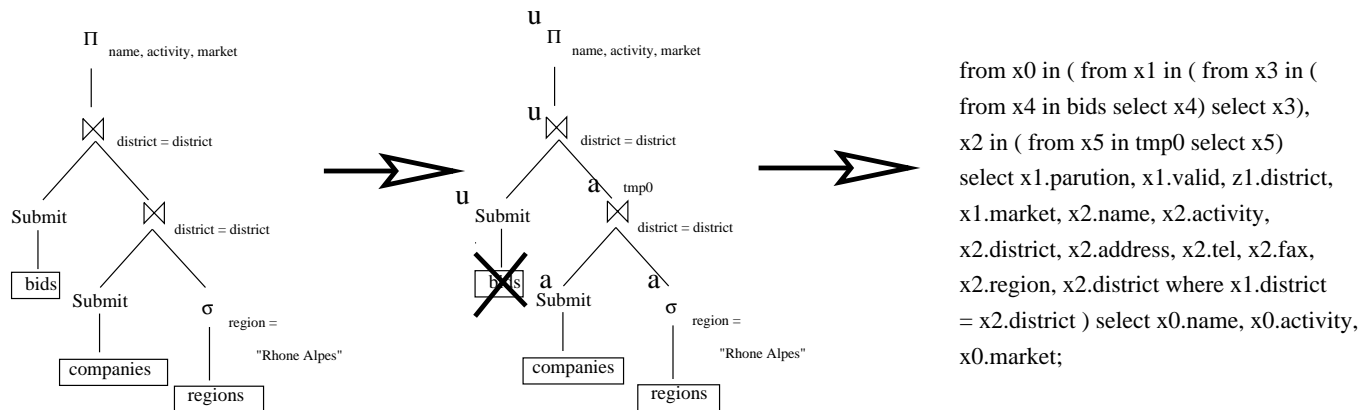 Π
name, activity, market
⋈
district = district
Submit
⋈
district = district
bids
Submit
σ
region =
"Rhone Alpes"
companies
regions
u
Π
name, activity, market
u
⋈
district = district
a
tmp0
u
Submit
⋈
district = district
bids
a
a
Submit
σ
region =
"Rhone Alpes"
companies
regions
from x0 in ( from x1 in ( from x3 in (
from x4 in bids select x4) select x3),
x2 in ( from x5 in tmp0 select x5)
select x1.parution, x1.valid, z1.district,
x1.market, x2.name, x2.activity,
x2.district, x2.address, x2.tel, x2.fax,
x2.region, x2.district where x1.district
= x2.district ) select x0.name, x0.activity,
x0.market;